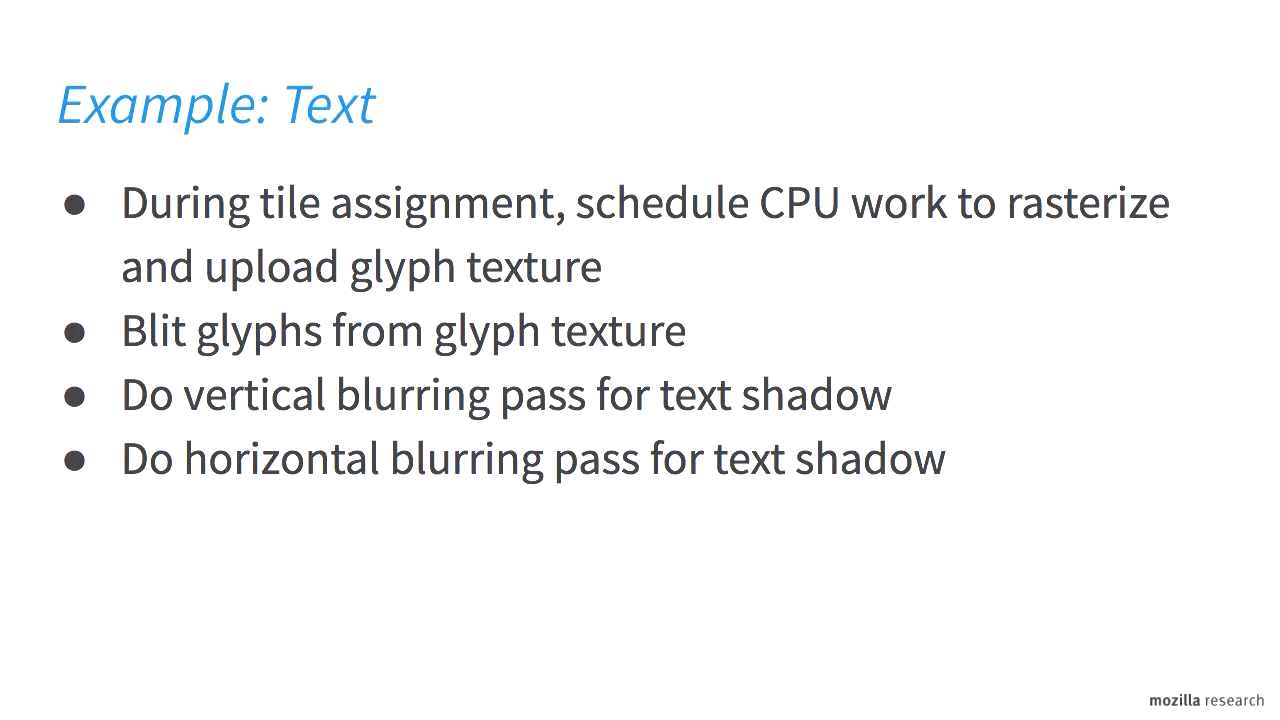 Example: Text
● During tile assignment, schedule CPU work to rasterize
and upload glyph texture
● Blit glyphs from glyph texture
● Do vertical blurring pass for text shadow
● Do horizontal blurring pass for text shadow
mozilla research